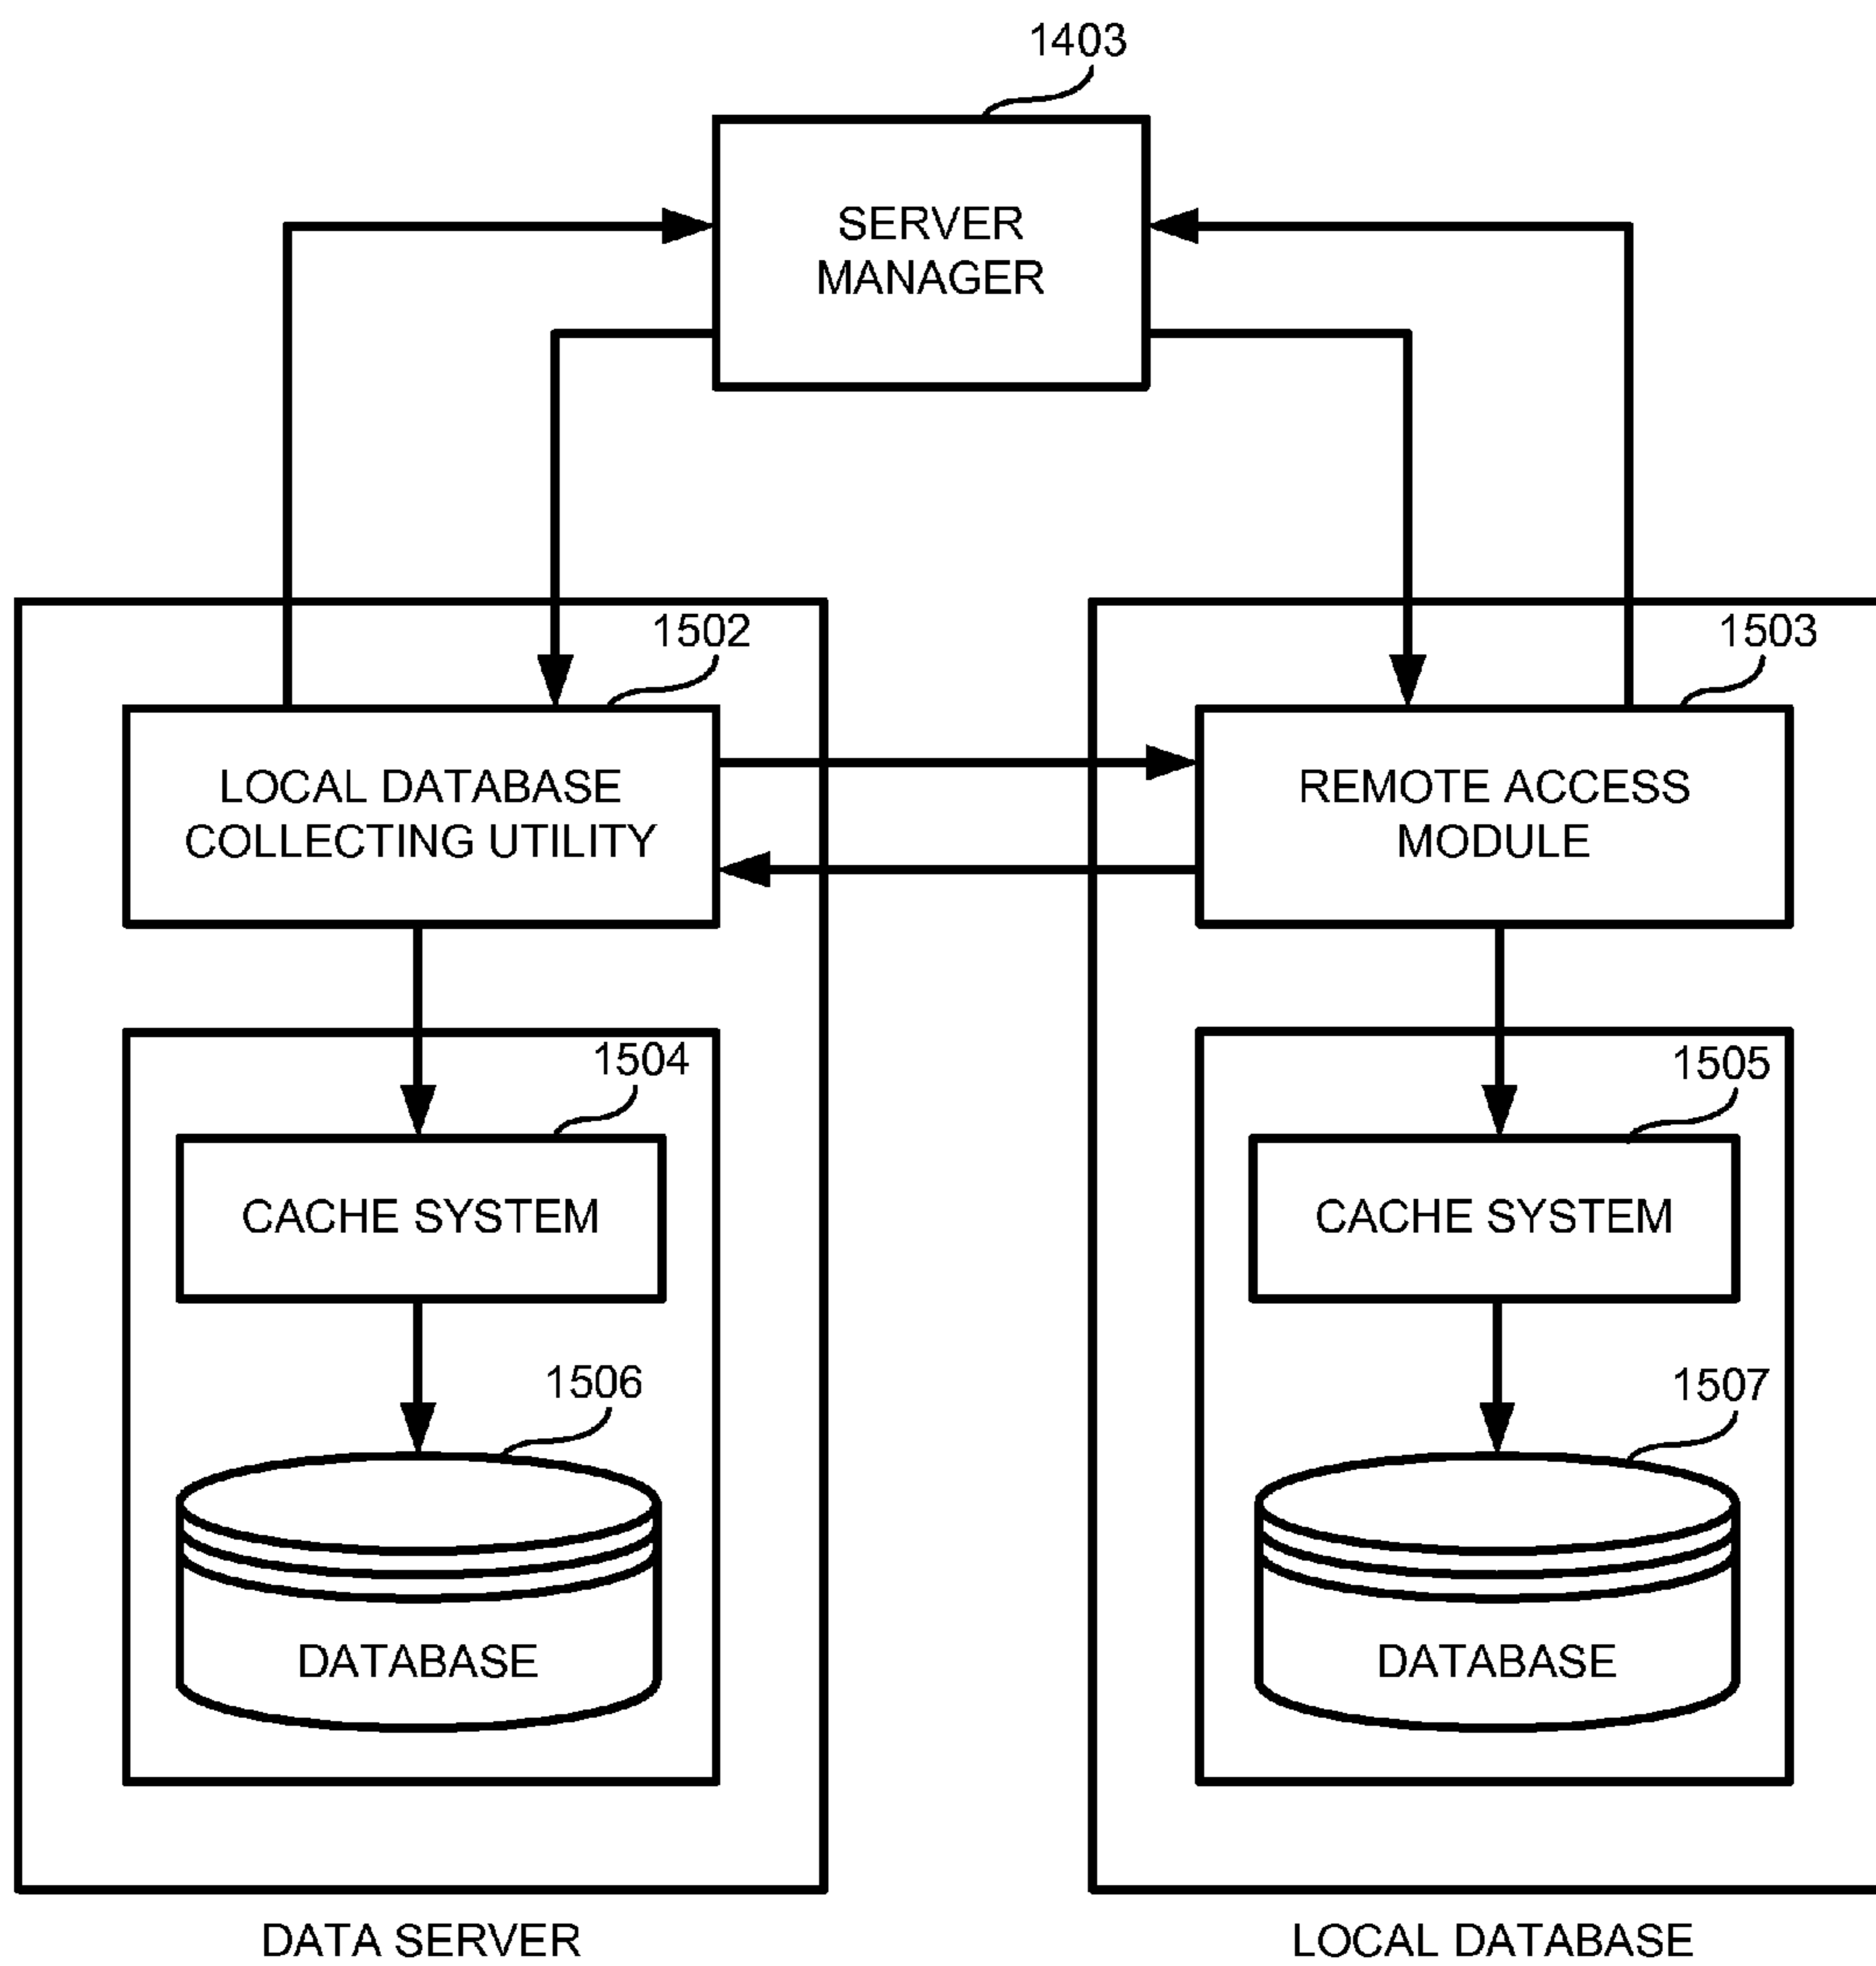 1403
SERVER
MANAGER
1502
1503
LOCAL DATABASE
COLLECTING UTILITY
REMOTE ACCESS
MODULE
1504
1505
CACHE SYSTEM
CACHE SYSTEM
1506
1507
DATABASE
DATABASE
DATA SERVER
LOCAL DATABASE